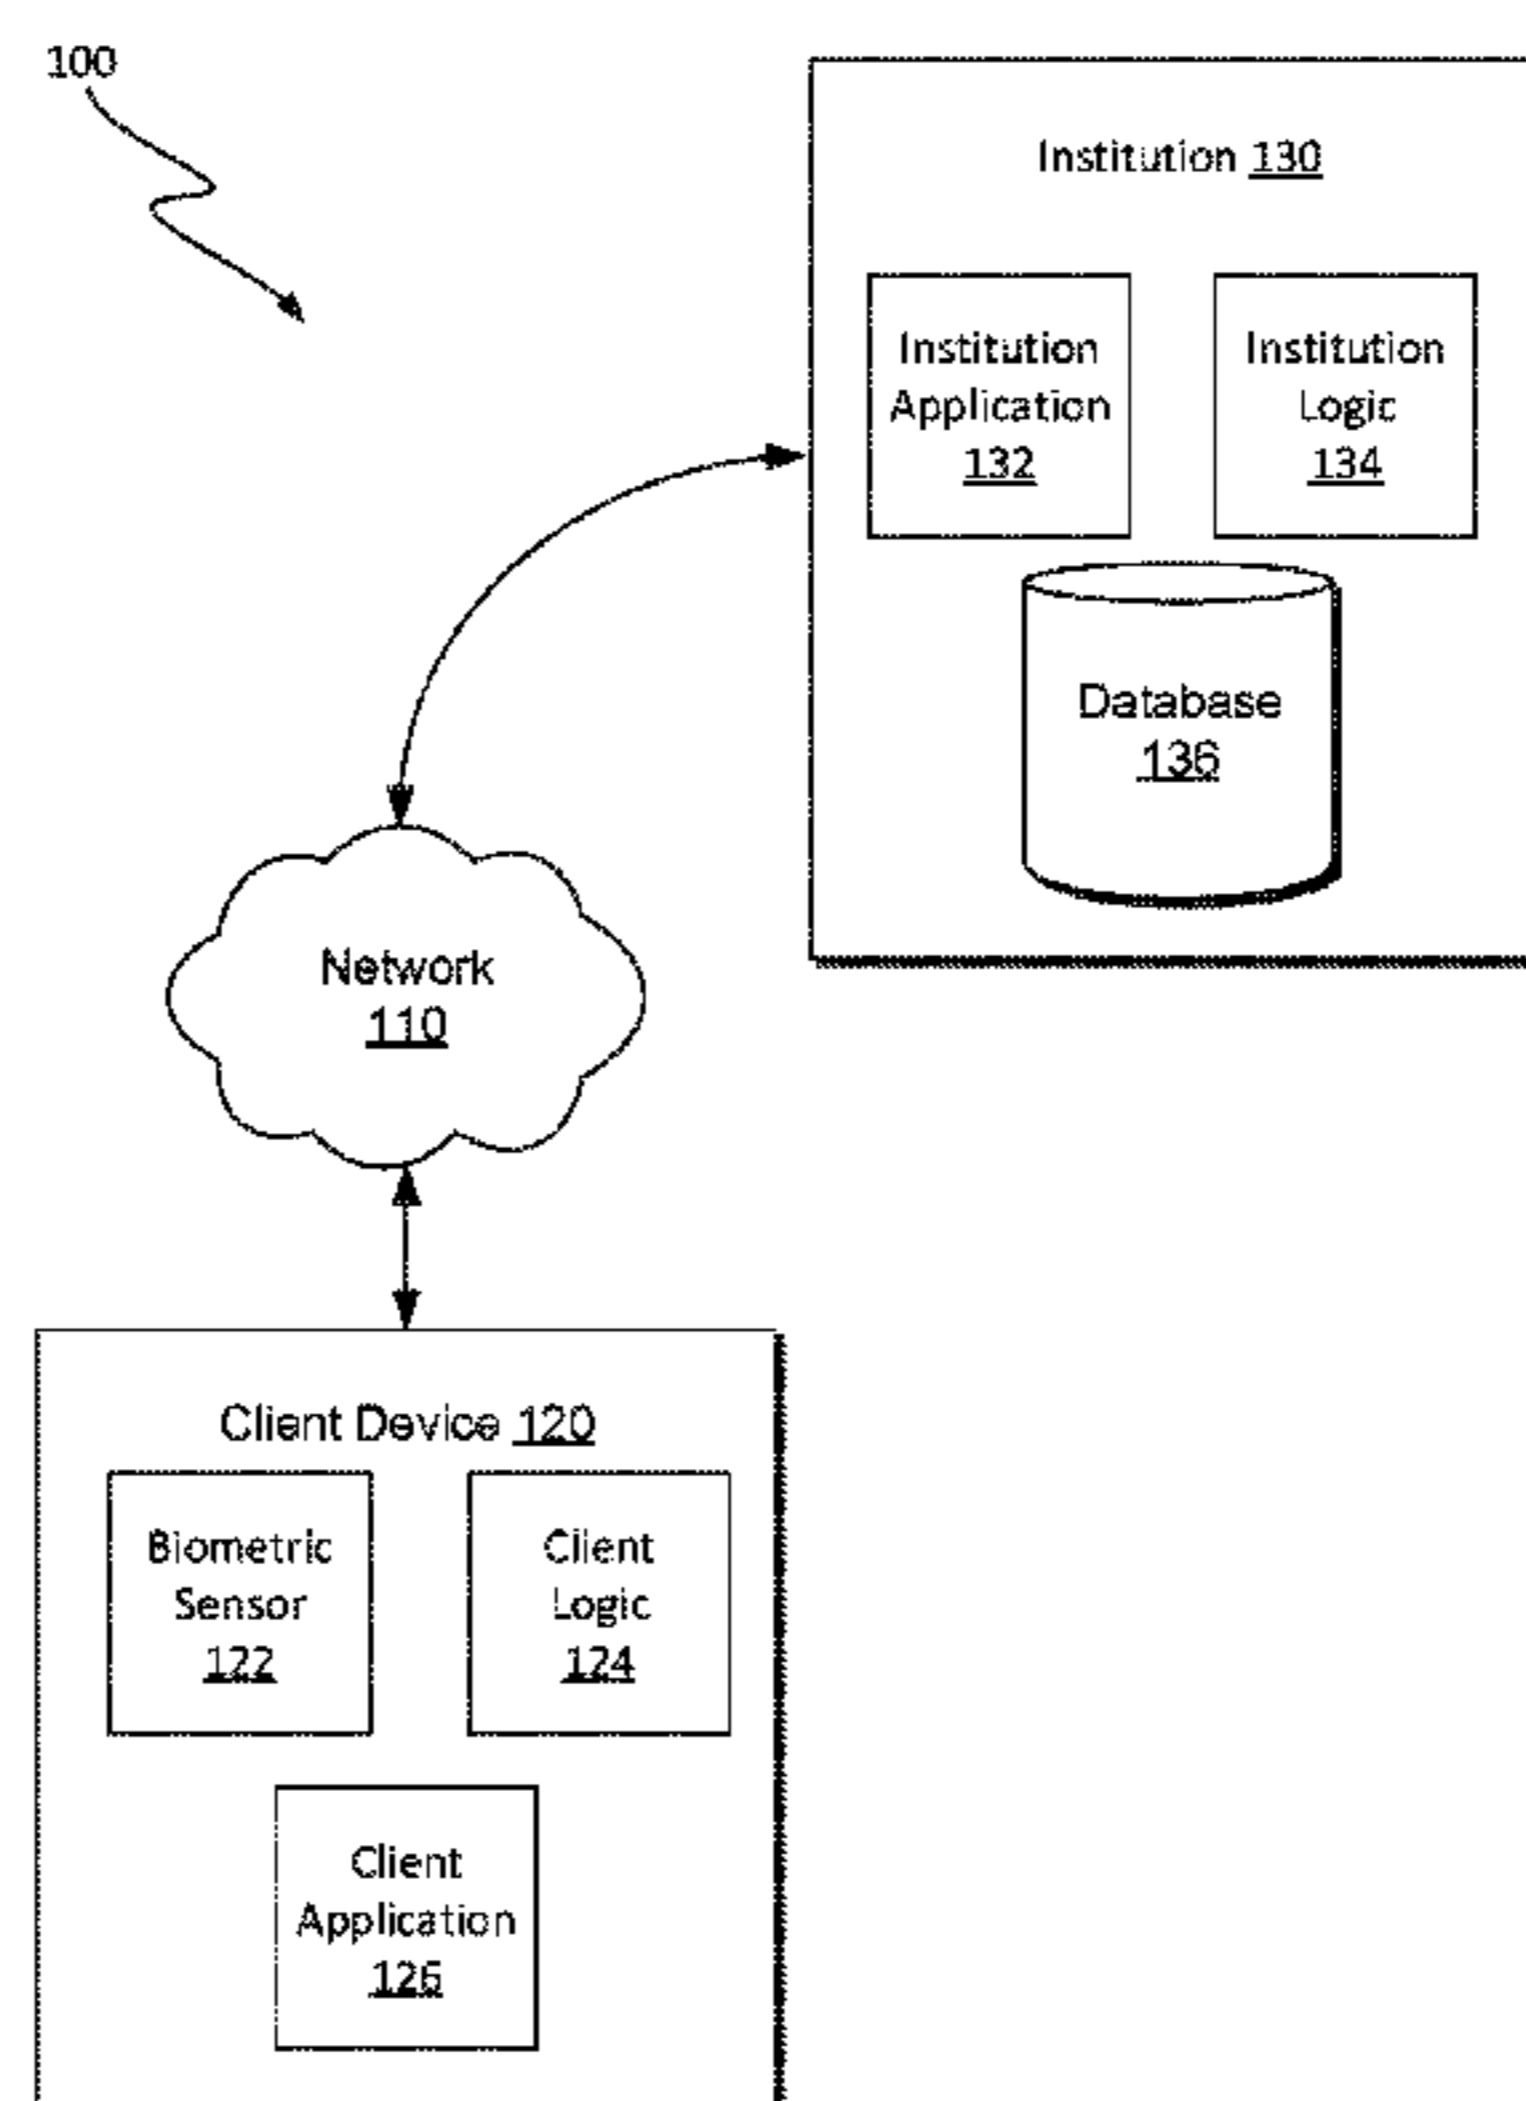 100
Institution 130
Institution
Application
132
Institution
Logic
134
Database
136
Network
110
Client Device 120
Biometric
Sensor
122
Client
Logic
124
Client
Application
126